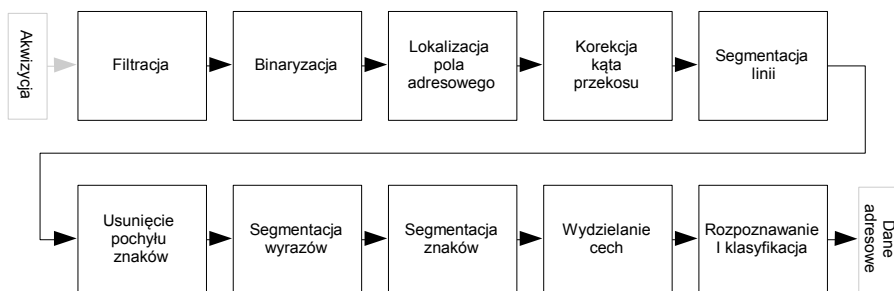 Akwizycja
Filtracja
Binaryzacja
Lokalizacja
pola
adresowego
Korekcja
kąta
przekosu
Segmentacja
linii
Usunięcie
pochyłu
znaków
Segmentacja
wyrazów
Segmentacja
znaków
Wydzielanie
cech
Rozpoznawanie
I klasyfikacja
Dane
adresowe